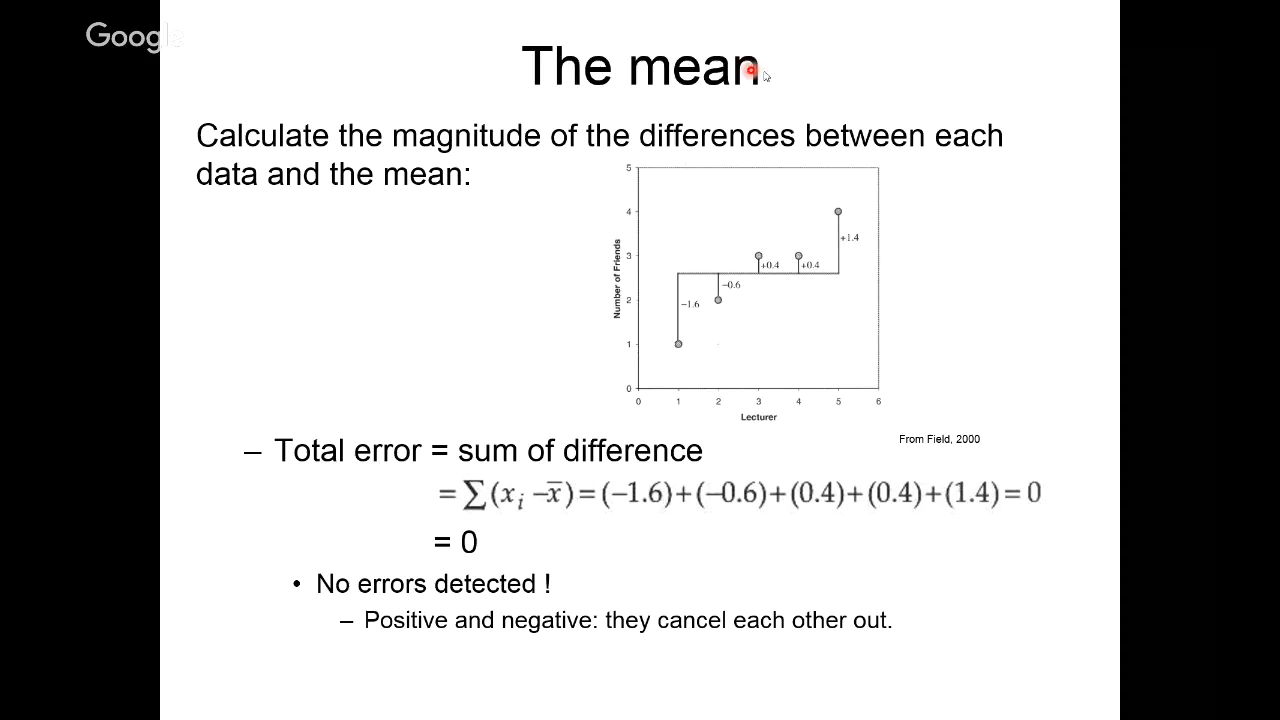 Google
The mean
Calculate the magnitude of the differences between each
data and the mean:
5
4
3
2
1
0
Number of Friends
+1.4
+0.4
+0.4
−0.6
−1.6
0 1 2 3 4 5 6
Lecturer
From Field, 2000
– Total error = sum of difference
= ∑(xᵢ −x̅) = (−1.6)+(−0.6)+(0.4)+(0.4)+(1.4) = 0
= 0
• No errors detected !
– Positive and negative: they cancel each other out.